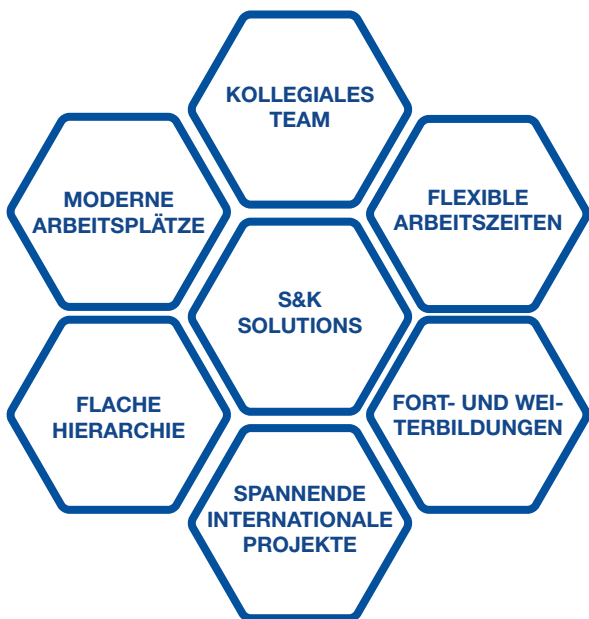 KOLLEGIALES
TEAM
MODERNE
ARBEITSPLÄTZE
FLEXIBLE
ARBEITSZEITEN
S&K
SOLUTIONS
FLACHE
HIERARCHIE
FORT- UND WEI-
TERBILDUNGEN
SPANNENDE
INTERNATIONALE
PROJEKTE